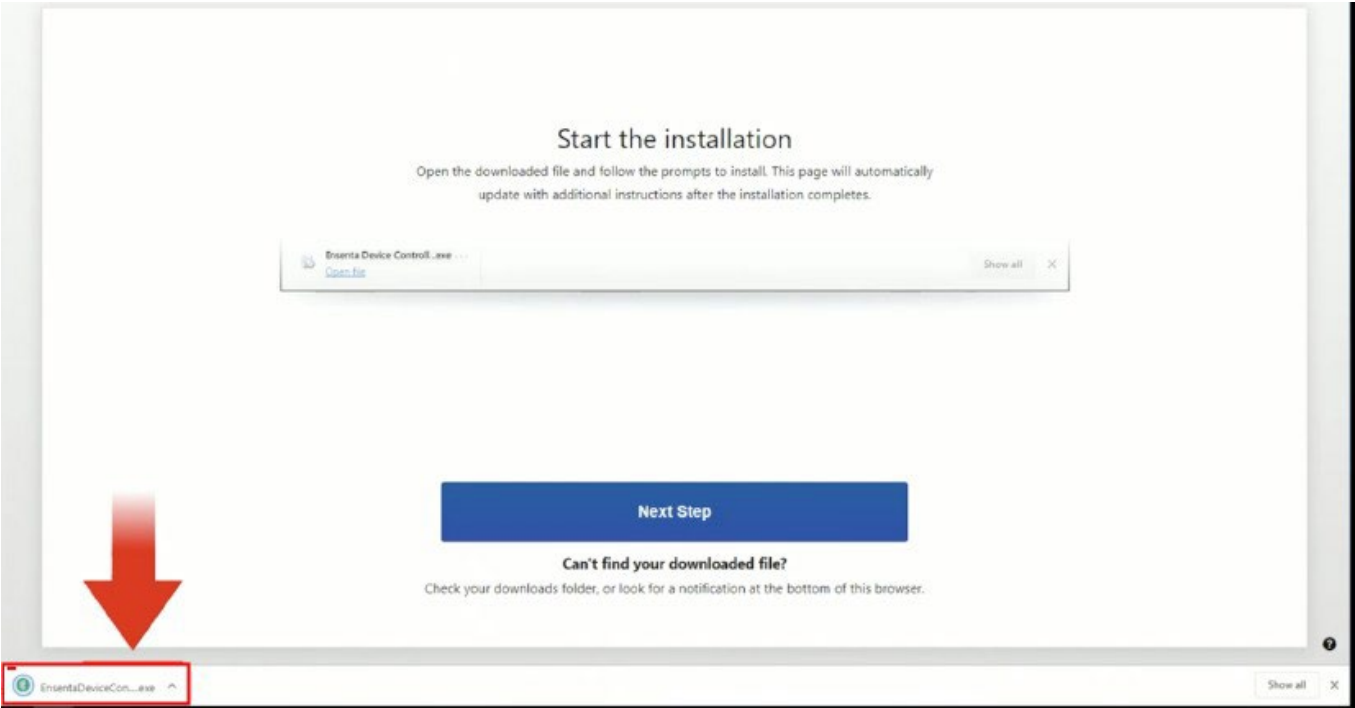 Start the installation
Open the downloaded file and follow the prompts to install. This page will automatically
update with additional instructions after the installation completes.
Ensenta Device Controll...exe ...
Open file
Show all
Next Step
Can't find your downloaded file?
Check your downloads folder, or look for a notification at the bottom of this browser.
EnsentaDeviceCon....exe
Show all